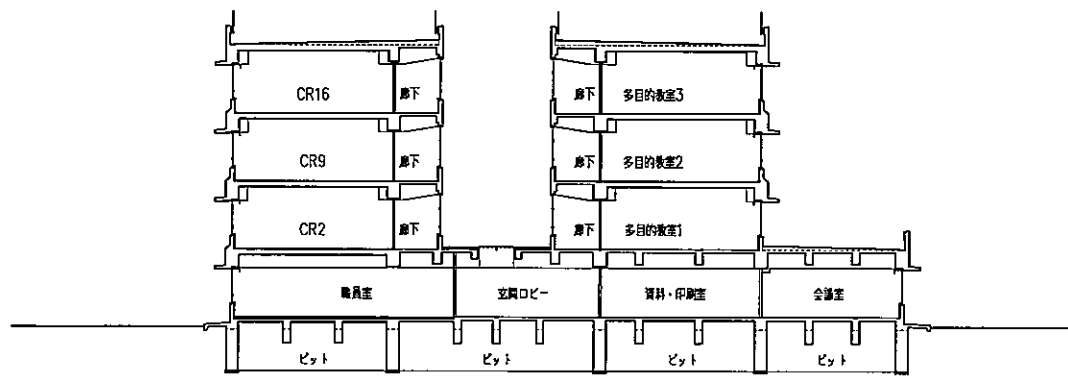 CR16 廊下 廊下 多目的教室3
CR9 廊下 廊下 多目的教室2
CR2 廊下 廊下 多目的教室1
職員室 玄関ロビー 資料・印刷室 会議室
ピット ピット ピット ピット